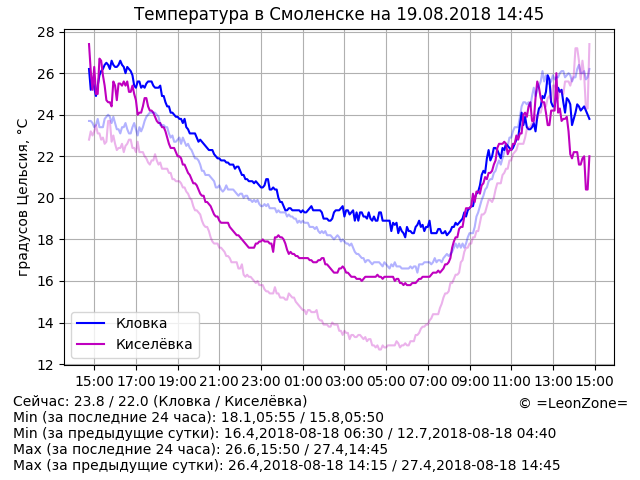 Температура в Смоленске на 19.08.2018 14:45
градусов Цельсия, °C
28
26
24
22
20
18
16
14
12
Кловка
Киселёвка
15:00 17:00 19:00 21:00 23:00 01:00 03:00 05:00 07:00 09:00 11:00 13:00 15:00
Сейчас: 23.8 / 22.0 (Кловка / Киселёвка)
© =LeonZone=
Min (за последние 24 часа): 18.1,05:55 / 15.8,05:50
Min (за предыдущие сутки): 16.4,2018-08-18 06:30 / 12.7,2018-08-18 04:40
Max (за последние 24 часа): 26.6,15:50 / 27.4,14:45
Max (за предыдущие сутки): 26.4,2018-08-18 14:15 / 27.4,2018-08-18 14:45